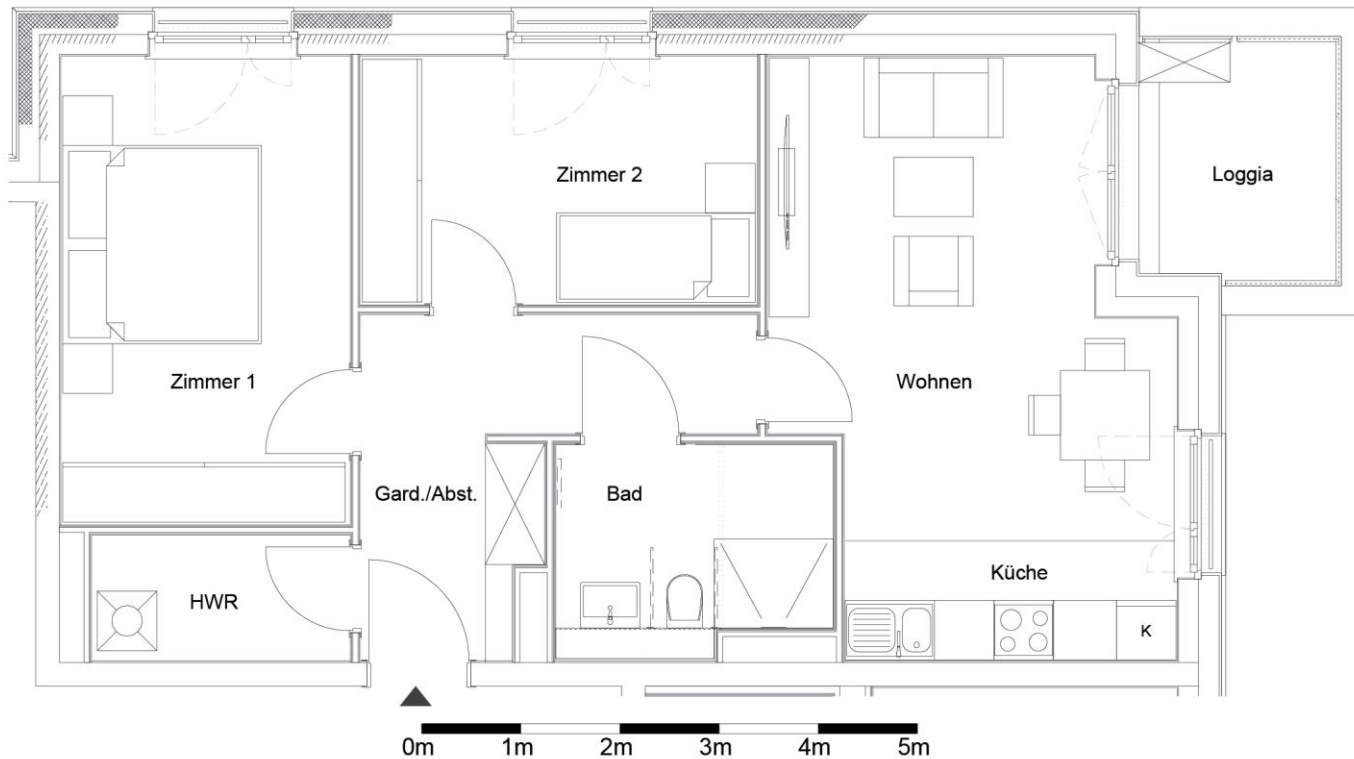 Zimmer 2
Loggia
Zimmer 1
Wohnen
Gard./Abst.
Bad
Küche
HWR
K
0m 1m 2m 3m 4m 5m